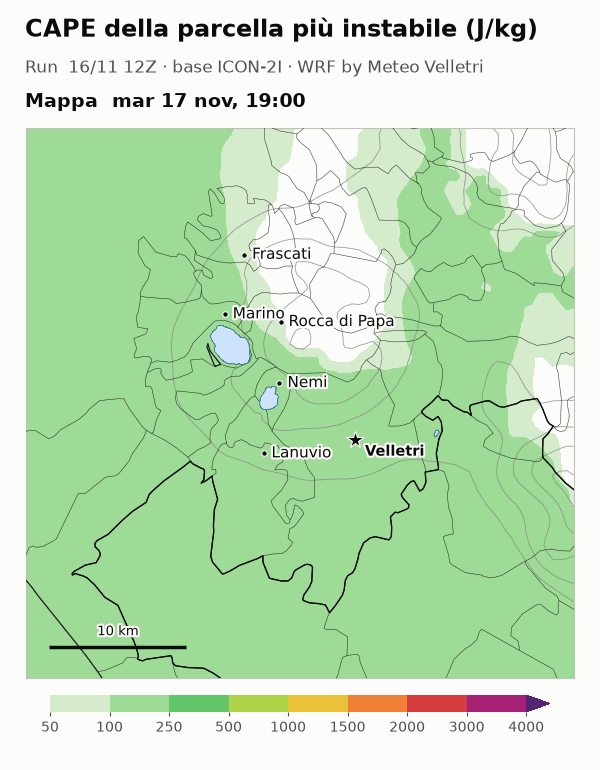 CAPE della parcella più instabile (J/kg)
Run  16/11 12Z · base ICON-2I · WRF by Meteo Velletri
Mappa  mar 17 nov, 19:00
Frascati
Marino
Rocca di Papa
Nemi
Velletri
Lanuvio
10 km
50 100 250 500 1000 1500 2000 3000 4000